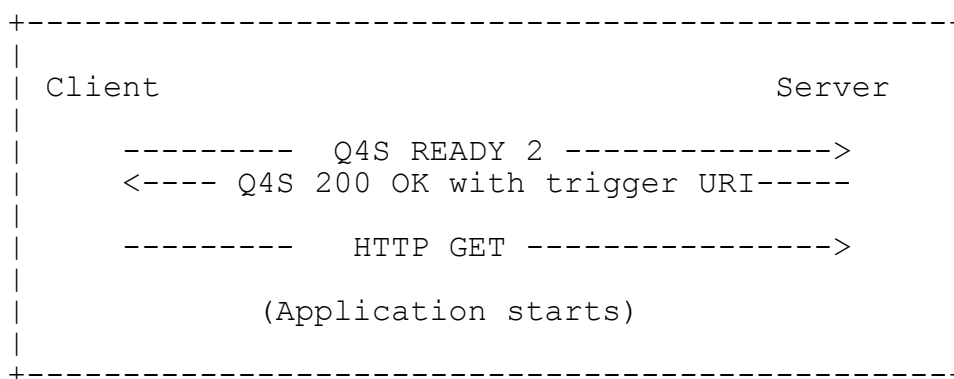 +-------------------------------------------------
|
| Client                                Server
|
|    ---------  Q4S READY 2 -------------->
|    <---- Q4S 200 OK with trigger URI-----
|
|    ---------   HTTP GET ---------------->
|
|           (Application starts)
|
+-------------------------------------------------